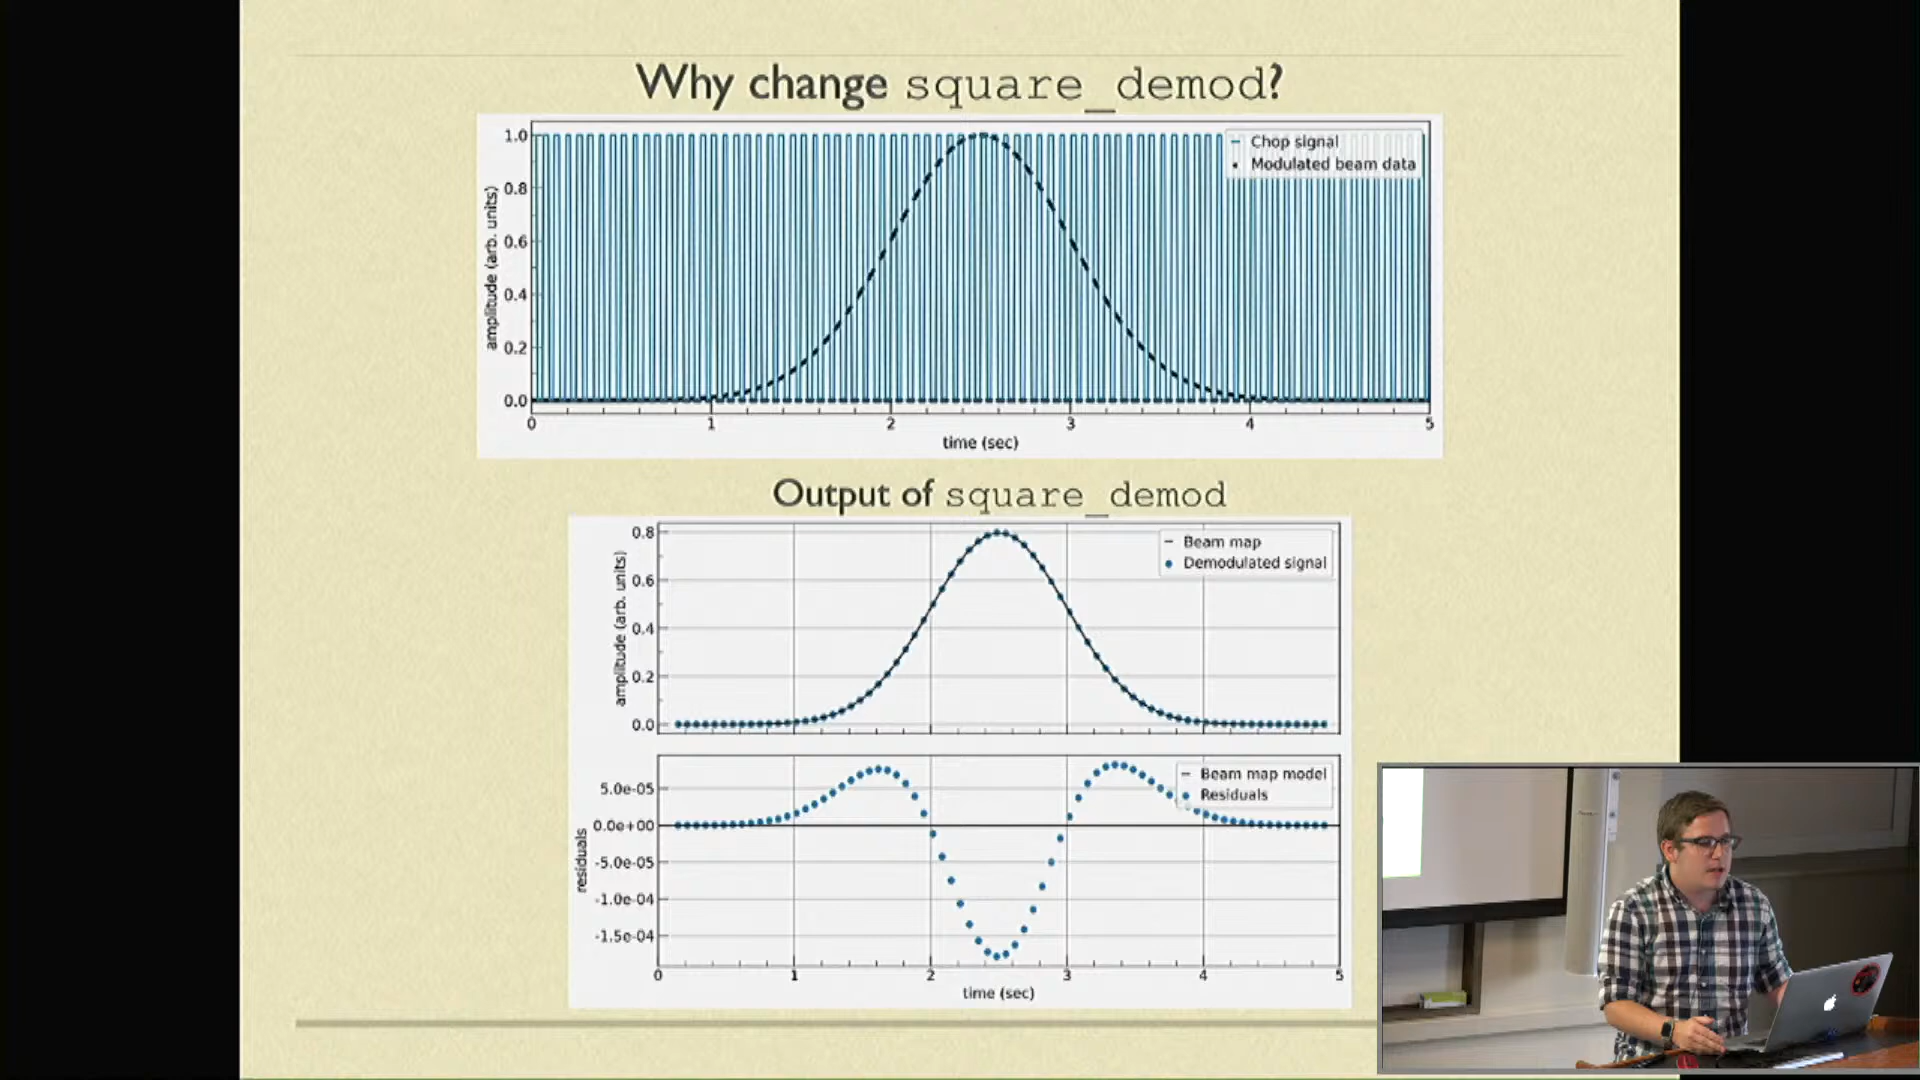 Why change square_demod?
1.0
0.8
0.6
0.4
0.2
0.0
amplitude (arb. units)
Chop signal
Modulated beam data
0 1 2 3 4 5
time (sec)
Output of square_demod
0.8
0.6
0.4
0.2
0.0
amplitude (arb. units)
Beam map
Demodulated signal
5.0e-05
0.0e+00
-5.0e-05
-1.0e-04
-1.5e-04
residuals
Beam map model
Residuals
0 1 2 3 4 5
time (sec)